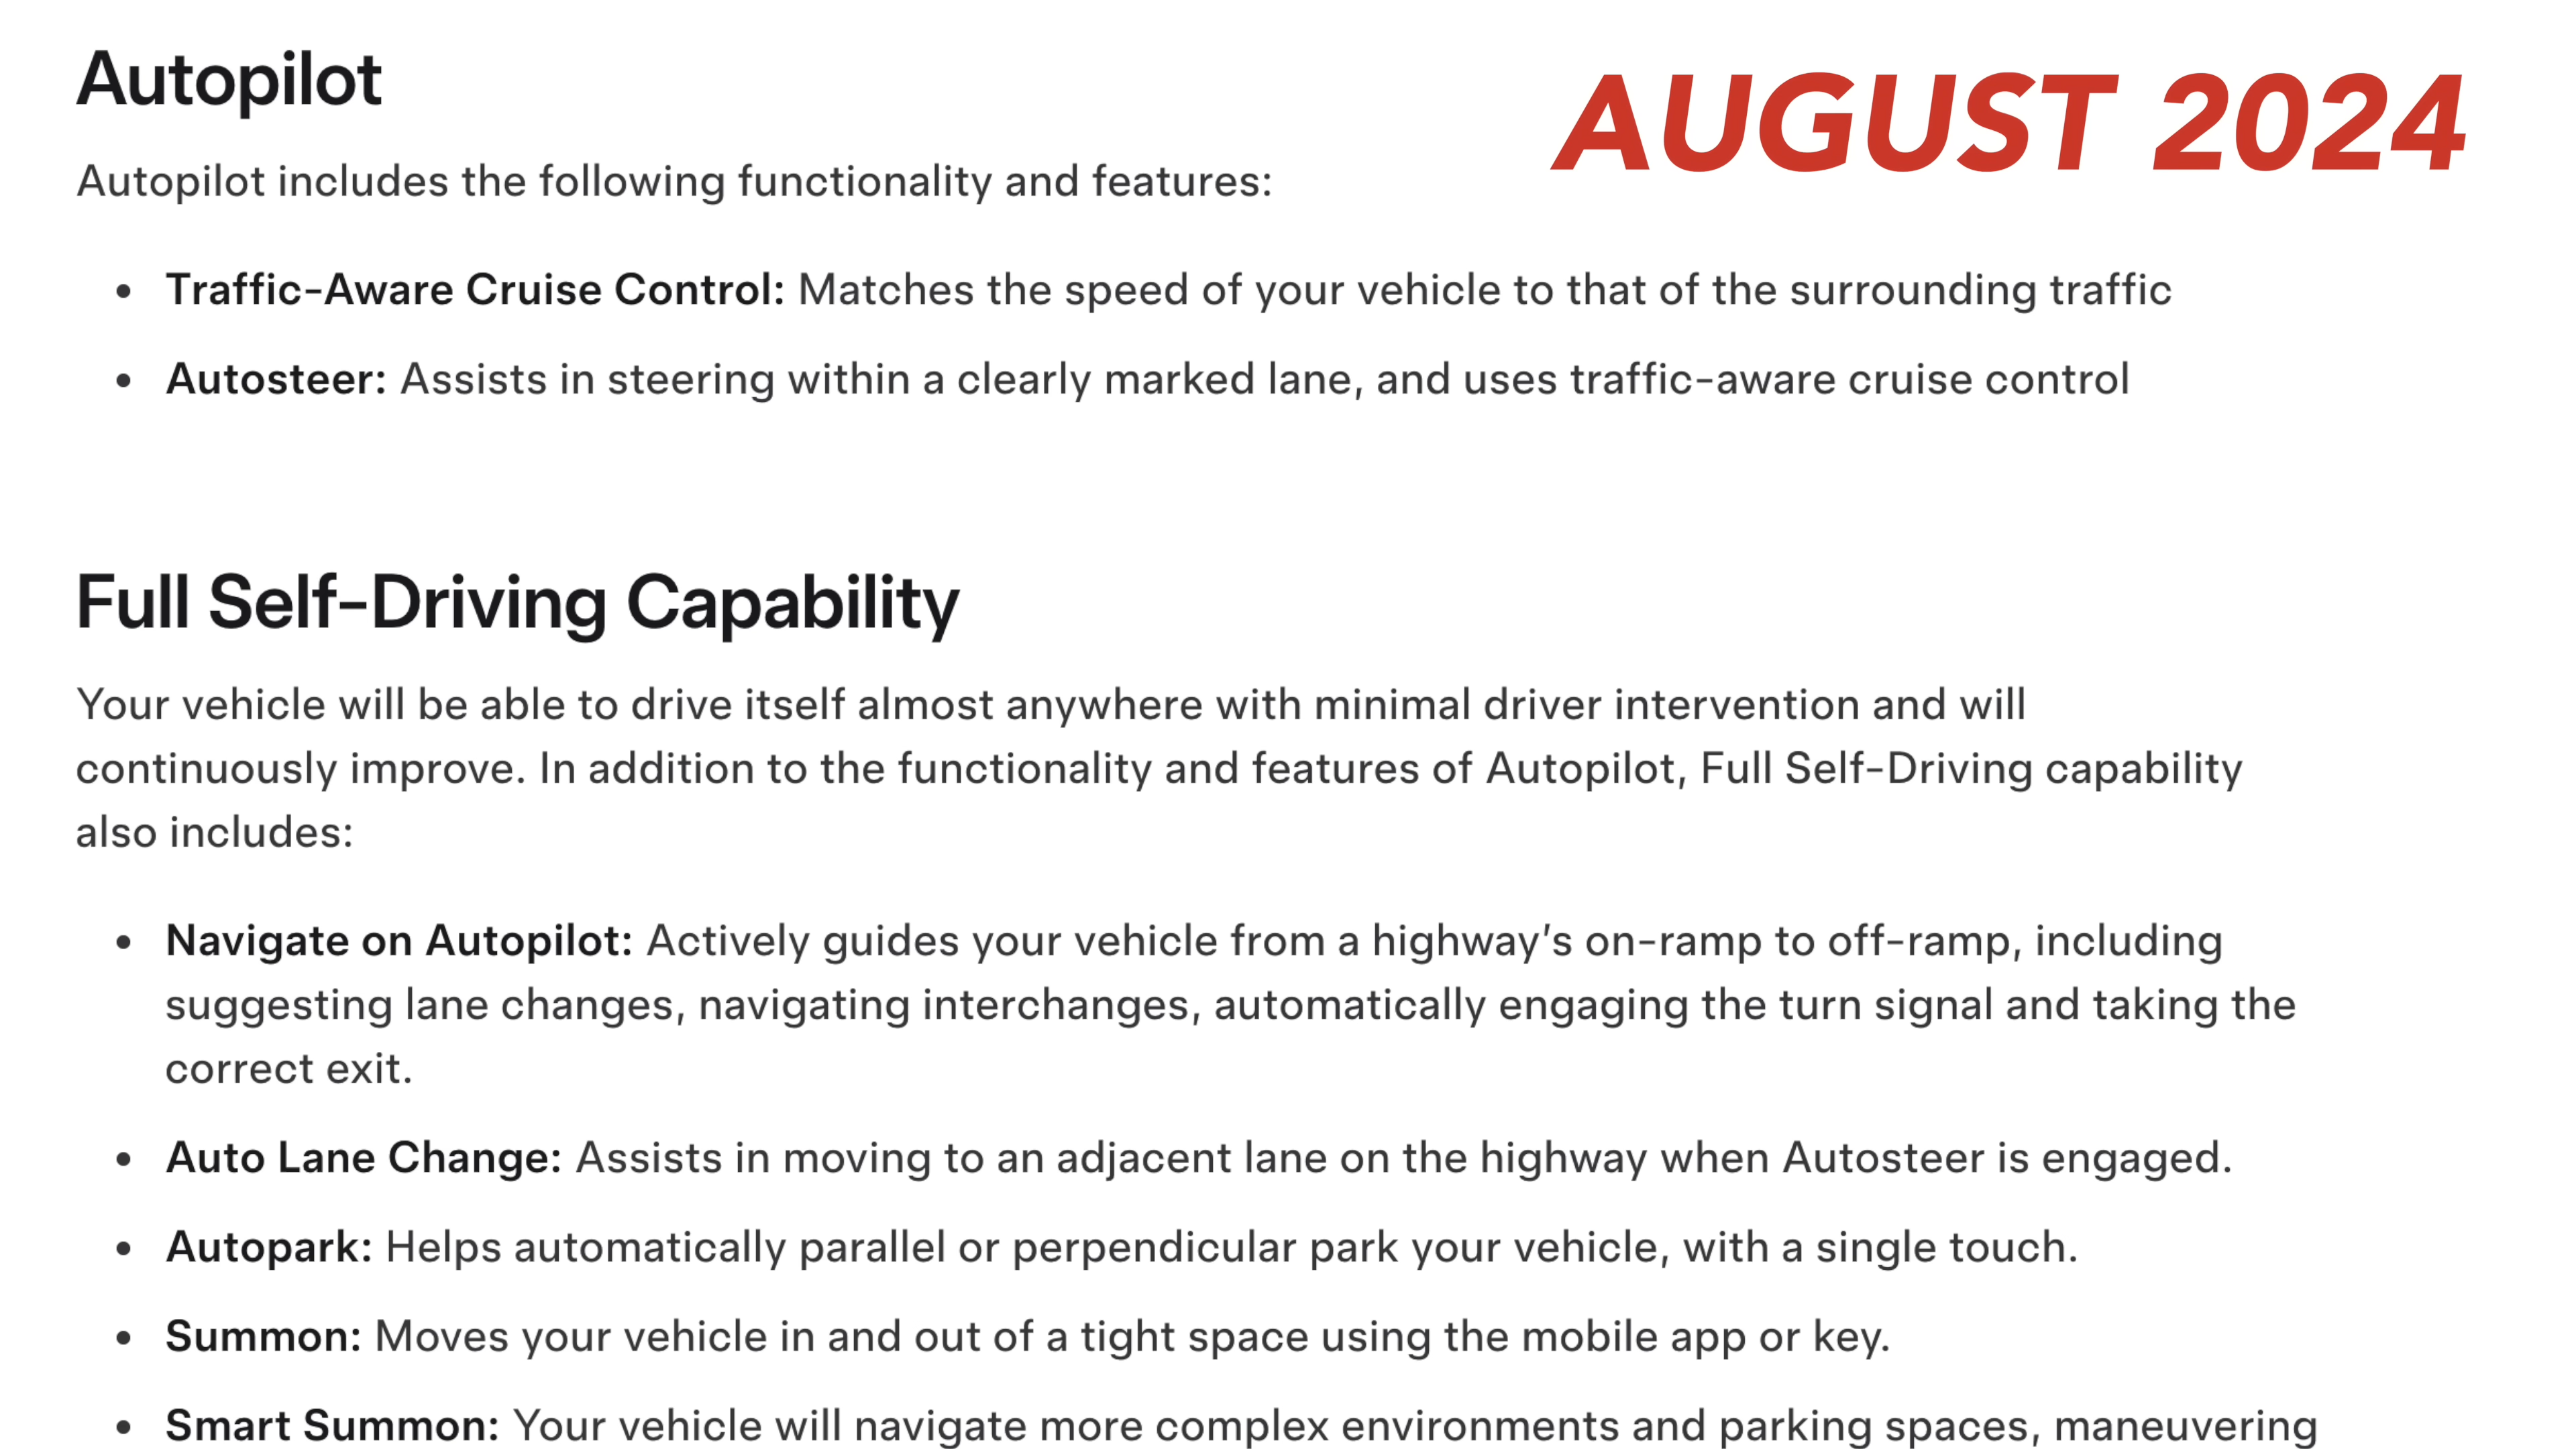 Autopilot
AUGUST 2024
Autopilot includes the following functionality and features:
• Traffic-Aware Cruise Control: Matches the speed of your vehicle to that of the surrounding traffic
• Autosteer: Assists in steering within a clearly marked lane, and uses traffic-aware cruise control
Full Self-Driving Capability
Your vehicle will be able to drive itself almost anywhere with minimal driver intervention and will
continuously improve. In addition to the functionality and features of Autopilot, Full Self-Driving capability
also includes:
• Navigate on Autopilot: Actively guides your vehicle from a highway’s on-ramp to off-ramp, including
suggesting lane changes, navigating interchanges, automatically engaging the turn signal and taking the
correct exit.
• Auto Lane Change: Assists in moving to an adjacent lane on the highway when Autosteer is engaged.
• Autopark: Helps automatically parallel or perpendicular park your vehicle, with a single touch.
• Summon: Moves your vehicle in and out of a tight space using the mobile app or key.
• Smart Summon: Your vehicle will navigate more complex environments and parking spaces, maneuvering